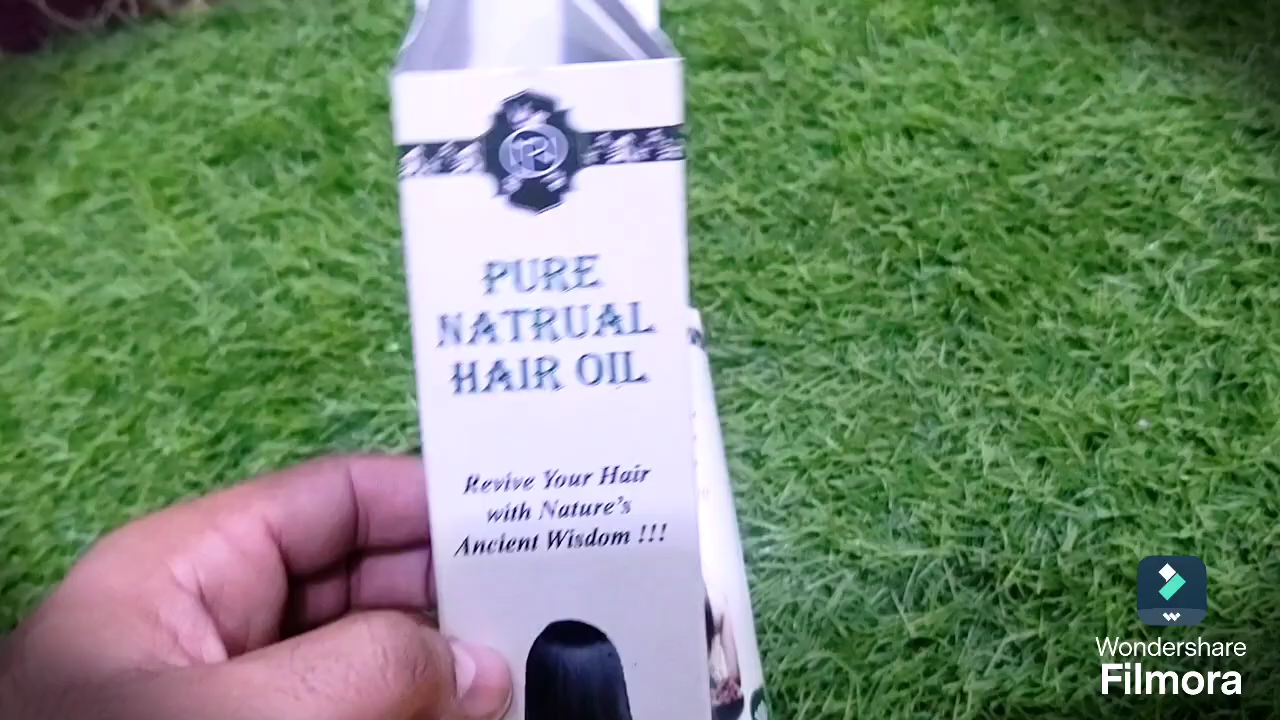 PURE
NATRUAL
HAIR OIL
Revive Your Hair
with Nature's
Ancient Wisdom !!!
Wondershare
Filmora